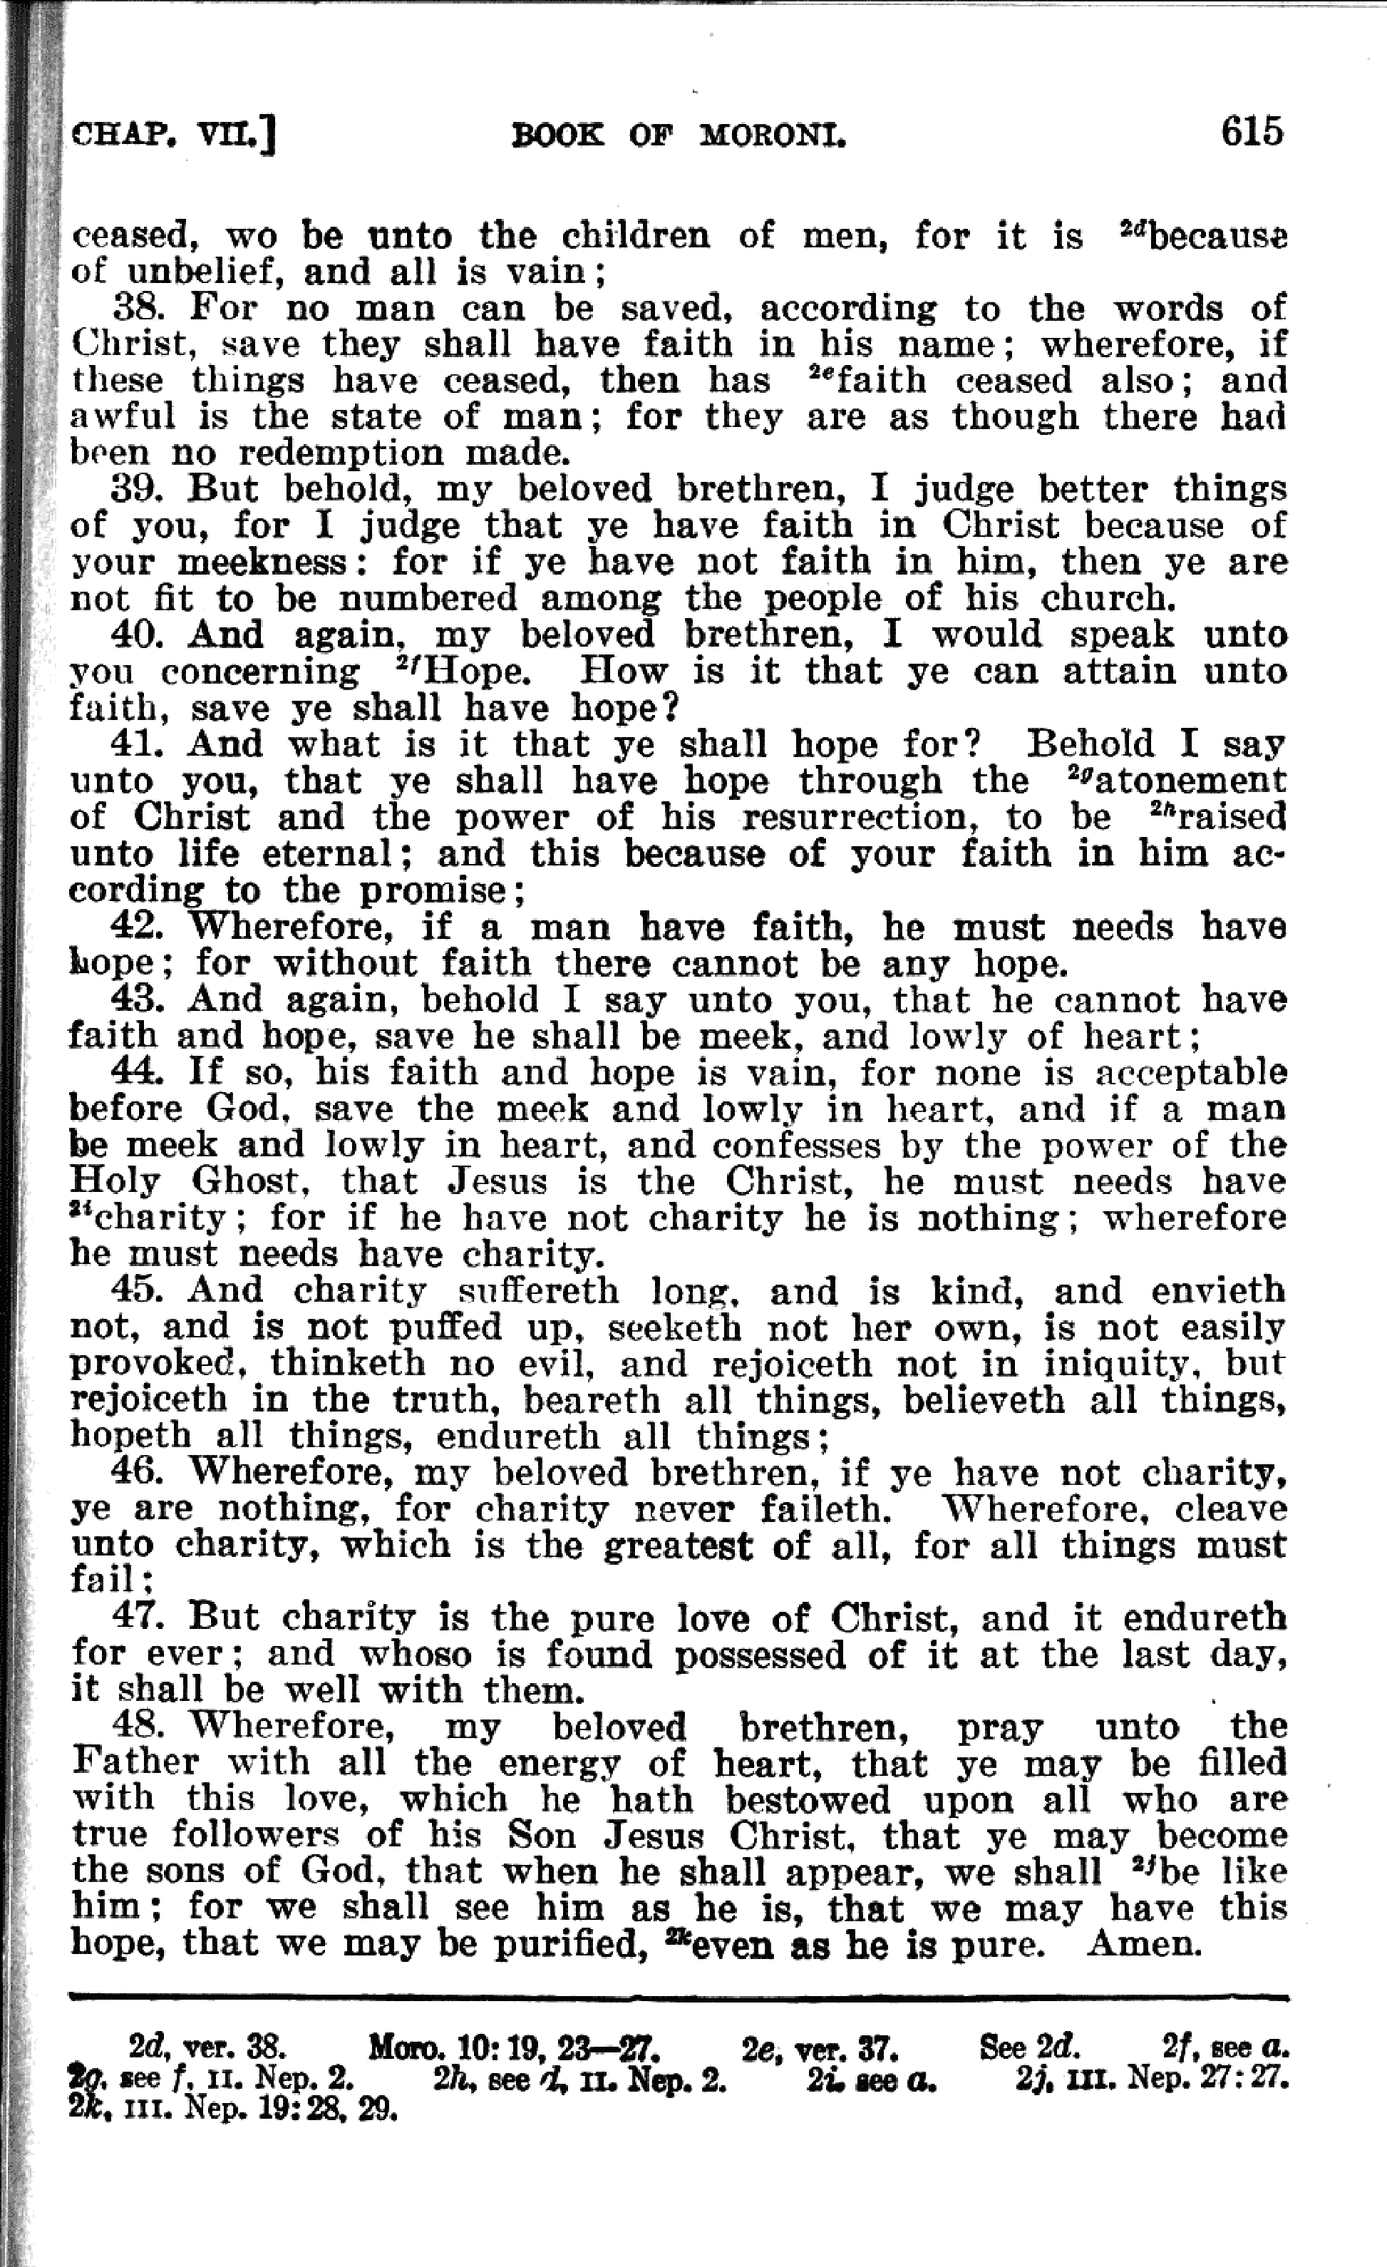 CHAP. VII.] BOOK OF MORONI. 615
ceased, wo be unto the children of men, for it is 2dbecause
of unbelief, and all is vain;
38. For no man can be saved, according to the words of
Christ, save they shall have faith in his name; wherefore, if
these things have ceased, then has 2efaith ceased also; and
awful is the state of man; for they are as though there had
been no redemption made.
39. But behold, my beloved brethren, I judge better things
of you, for I judge that ye have faith in Christ because of
your meekness: for if ye have not faith in him, then ye are
not fit to be numbered among the people of his church.
40. And again, my beloved brethren, I would speak unto
you concerning 2fHope. How is it that ye can attain unto
faith, save ye shall have hope?
41. And what is it that ye shall hope for? Behold I say
unto you, that ye shall have hope through the 2gatonement
of Christ and the power of his resurrection, to be 2hraised
unto life eternal; and this because of your faith in him ac-
cording to the promise;
42. Wherefore, if a man have faith, he must needs have
hope; for without faith there cannot be any hope.
43. And again, behold I say unto you, that he cannot have
faith and hope, save he shall be meek, and lowly of heart;
44. If so, his faith and hope is vain, for none is acceptable
before God, save the meek and lowly in heart, and if a man
be meek and lowly in heart, and confesses by the power of the
Holy Ghost, that Jesus is the Christ, he must needs have
2icharity; for if he have not charity he is nothing; wherefore
he must needs have charity.
45. And charity suffereth long, and is kind, and envieth
not, and is not puffed up, seeketh not her own, is not easily
provoked, thinketh no evil, and rejoiceth not in iniquity, but
rejoiceth in the truth, beareth all things, believeth all things,
hopeth all things, endureth all things;
46. Wherefore, my beloved brethren, if ye have not charity,
ye are nothing, for charity never faileth. Wherefore, cleave
unto charity, which is the greatest of all, for all things must
fail:
47. But charity is the pure love of Christ, and it endureth
for ever; and whoso is found possessed of it at the last day,
it shall be well with them.
48. Wherefore, my beloved brethren, pray unto the
Father with all the energy of heart, that ye may be filled
with this love, which he hath bestowed upon all who are
true followers of his Son Jesus Christ, that ye may become
the sons of God, that when he shall appear, we shall 2jbe like
him; for we shall see him as he is, that we may have this
hope, that we may be purified, 2keven as he is pure. Amen.
2d, ver. 38. Moro. 10: 19, 23—27. 2e, ver. 37. See 2d. 2f, see a.
2g, see f, II. Nep. 2. 2h, see d, II. Nep. 2. 2i, see a. 2j, III. Nep. 27: 27.
2k, III. Nep. 19: 28, 29.